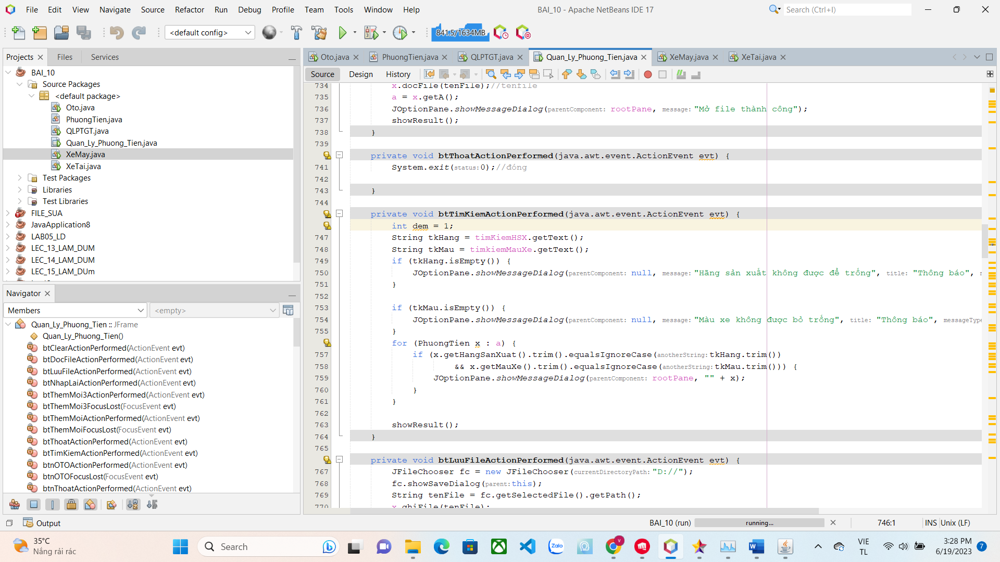 File Edit View Navigate Source Refactor Run Debug Profile Team Tools Window Help
BAI_10 - Apache NetBeans IDE 17
Search (Ctrl+I)
<default config>
841.5/1634MB
Projects Files Services
BAI_10
Source Packages
<default package>
Oto.java
PhuongTien.java
QLPTGT.java
Quan_Ly_Phuong_Tien.java
XeMay.java
XeTai.java
Test Packages
Libraries
Test Libraries
FILE_SUA
JavaApplication8
LAB05_LD
LEC_13_LAM_DUM
LEC_14_LAM_DUM
LEC_15_LAM_DUm
Navigator
Members
<empty>
Quan_Ly_Phuong_Tien :: JFrame
Quan_Ly_Phuong_Tien()
btClearActionPerformed(ActionEvent evt)
btDocFileActionPerformed(ActionEvent evt)
btLuuFileActionPerformed(ActionEvent evt)
btNhapLaiActionPerformed(ActionEvent evt)
btThemMoi3ActionPerformed(ActionEvent evt)
btThemMoi3FocusLost(FocusEvent evt)
btThemMoiActionPerformed(ActionEvent evt)
btThemMoiFocusLost(FocusEvent evt)
btThoatActionPerformed(ActionEvent evt)
btTimKiemActionPerformed(ActionEvent evt)
btnOTOActionPerformed(ActionEvent evt)
btnOTOFocusLost(FocusEvent evt)
btnThoatActionPerformed(ActionEvent evt)
Oto.java PhuongTien.java QLPTGT.java Quan_Ly_Phuong_Tien.java XeMay.java XeTai.java
Source Design History
734 x.docFile(tenFile);//tenfile
735 a = x.getA();
736 JOptionPane.showMessageDialog(parentComponent: rootPane, message: "Mở file thành công");
737 showResult();
738 }
739
private void btThoatActionPerformed(java.awt.event.ActionEvent evt) {
741 System.exit(status:0);//đóng
742
743 }
744
private void btTimKiemActionPerformed(java.awt.event.ActionEvent evt) {
int dem = 1;
747 String tkHang = timKiemHSX.getText();
748 String tkMau = timkiemMauXe.getText();
749 if (tkHang.isEmpty()) {
750 JOptionPane.showMessageDialog(parentComponent: null, message: "Hãng sản xuất không được để trống", title: "Thông báo",
751 }
752
753 if (tkMau.isEmpty()) {
754 JOptionPane.showMessageDialog(parentComponent: null, message: "Màu xe không được bỏ trống", title: "Thông báo", messageType
755 }
for (PhuongTien x : a) {
757 if (x.getHangSanXuat().trim().equalsIgnoreCase(anotherString:tkHang.trim())
758 && x.getMauXe().trim().equalsIgnoreCase(anotherString:tkMau.trim())) {
759 JOptionPane.showMessageDialog(parentComponent: rootPane, "" + x);
760 }
761 }
762
763 showResult();
764 }
765
private void btLuuFileActionPerformed(java.awt.event.ActionEvent evt) {
767 JFileChooser fc = new JFileChooser(currentDirectoryPath:"D://");
768 fc.showSaveDialog(parent:this);
769 String tenFile = fc.getSelectedFile().getPath();
770 x.ghiFile(tenFile);
Output
BAI_10 (run) running... 746:1 INS Unix (LF)
35°C
Nắng rải rác
Search
Zalo
VIE
TL
3:28 PM
6/19/2023
7